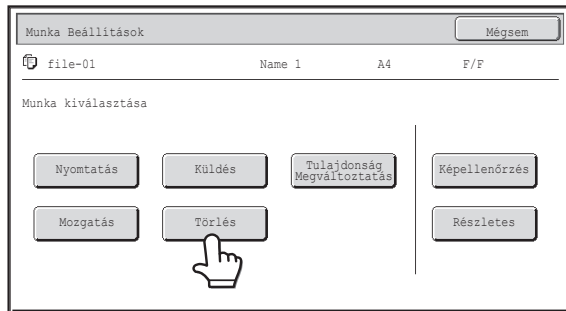 Munka Beállítások Mégsem
file-01 Name 1 A4 F/F
Munka kiválasztása
Nyomtatás Küldés Tulajdonság Megváltoztatás Képellenőrzés
Mozgatás Törlés Részletes